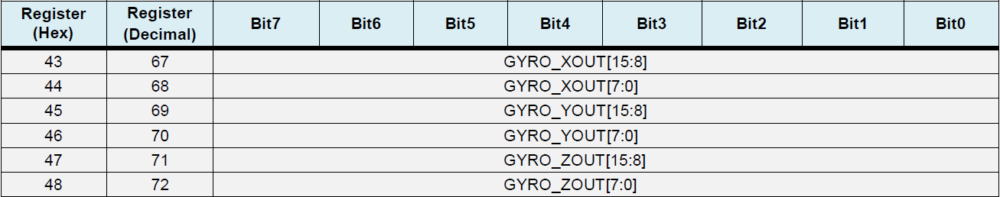 Register (Hex) Register (Decimal) Bit7 Bit6 Bit5 Bit4 Bit3 Bit2 Bit1 Bit0
43 67 GYRO_XOUT[15:8]
44 68 GYRO_XOUT[7:0]
45 69 GYRO_YOUT[15:8]
46 70 GYRO_YOUT[7:0]
47 71 GYRO_ZOUT[15:8]
48 72 GYRO_ZOUT[7:0]